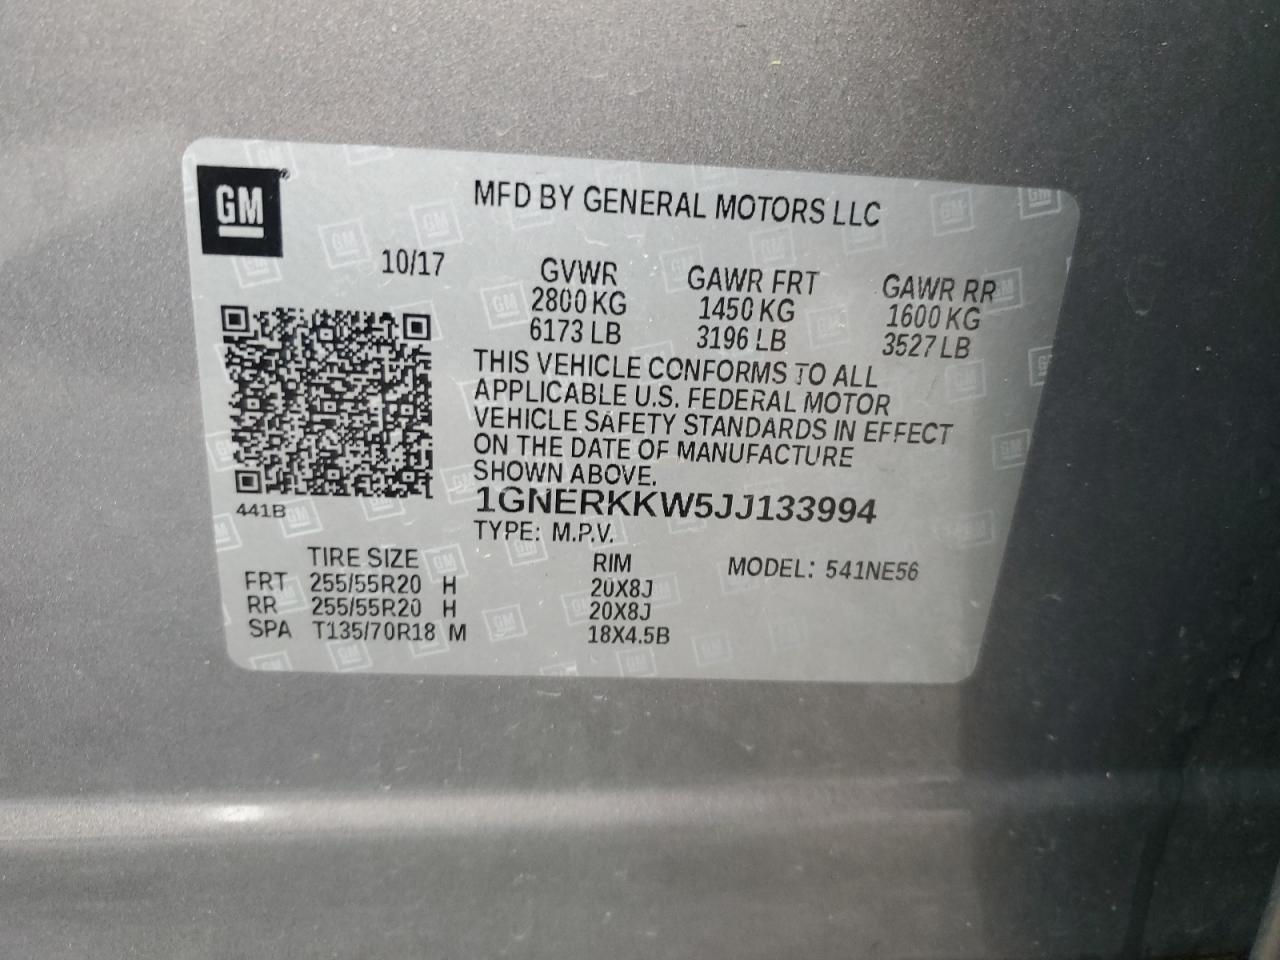 GM
MFD BY GENERAL MOTORS LLC
10/17
GVWR GAWR FRT GAWR RR
2800 KG 1450 KG 1600 KG
6173 LB 3196 LB 3527 LB
THIS VEHICLE CONFORMS TO ALL
APPLICABLE U.S. FEDERAL MOTOR
VEHICLE SAFETY STANDARDS IN EFFECT
ON THE DATE OF MANUFACTURE
SHOWN ABOVE.
441B
1GNERKKW5JJ133994
TYPE: M.P.V.
TIRE SIZE RIM MODEL: 541NE56
FRT 255/55R20 H 20X8J
RR 255/55R20 H 20X8J
SPA T135/70R18 M 18X4.5B